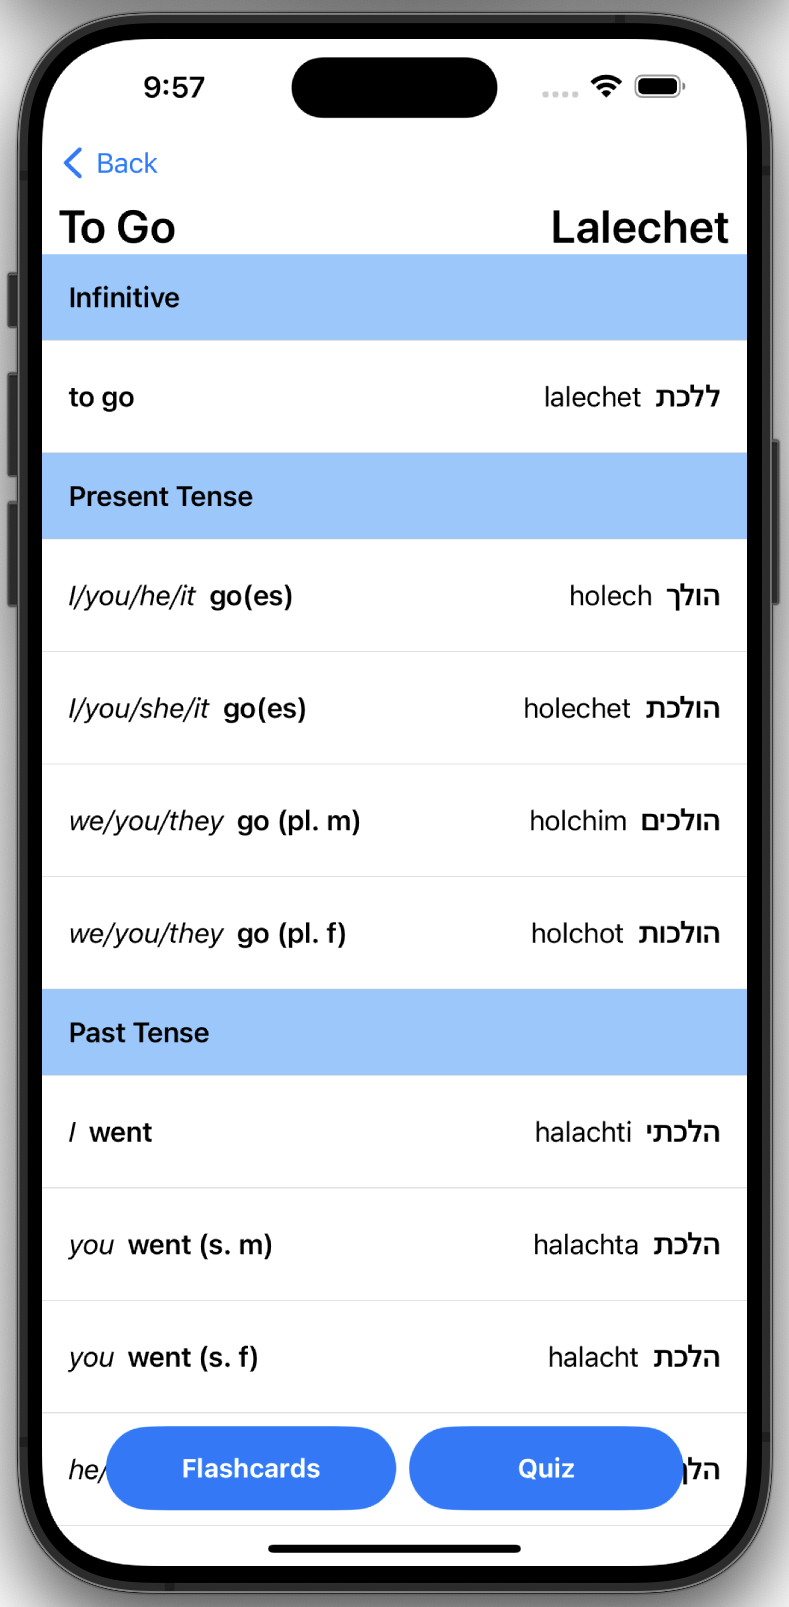 9:57
Back
To Go Lalechet
Infinitive
to go lalechet ללכת
Present Tense
I/you/he/it go(es) holech הולך
I/you/she/it go(es) holechet הולכת
we/you/they go (pl. m) holchim הולכים
we/you/they go (pl. f) holchot הולכות
Past Tense
I went halachti הלכתי
you went (s. m) halachta הלכת
you went (s. f) halacht הלכת
he/ הלך
Flashcards Quiz